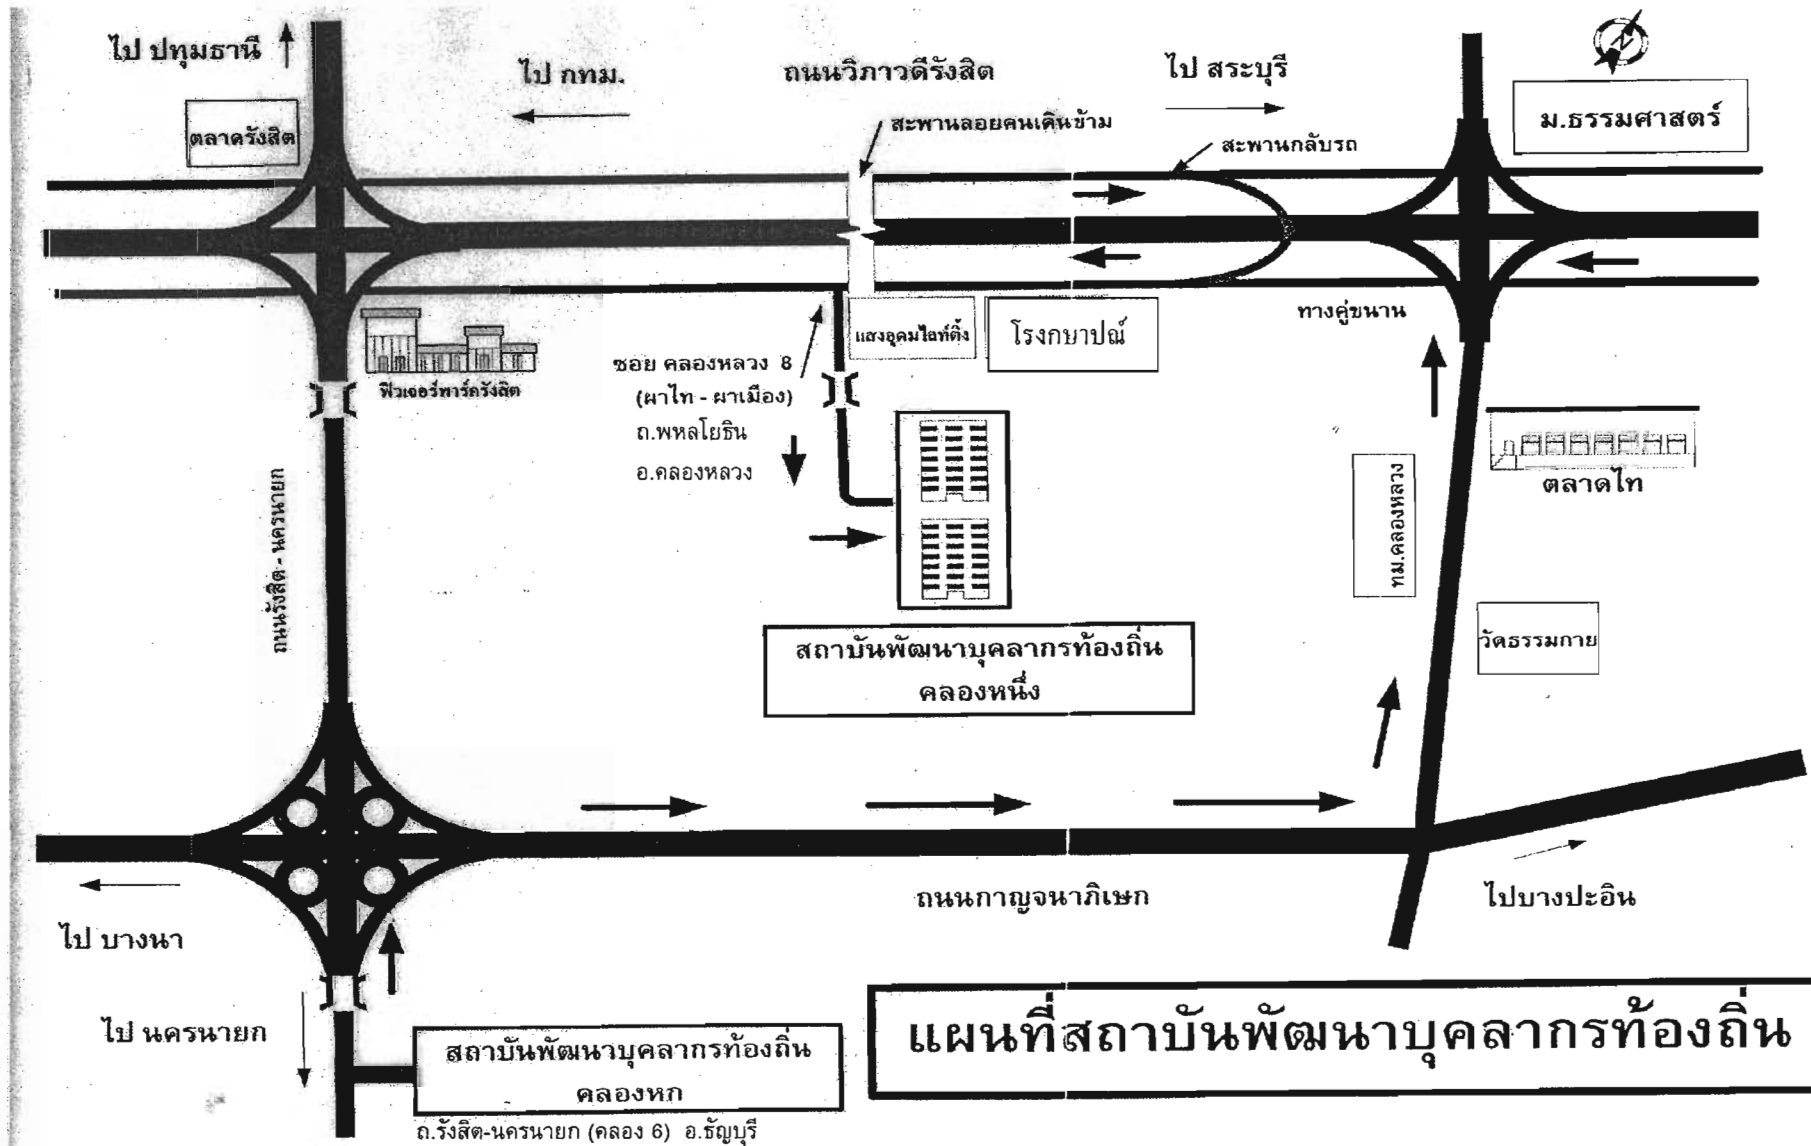 ไป ปทุมธานี
ไป กทม.
ถนนวิภาวดีรังสิต
ไป สระบุรี
N
ตลาดรังสิต
สะพานลอยคนเดินข้าม
สะพานกลับรถ
ม.ธรรมศาสตร์
ทางคู่ขนาน
แสงอุดมไลท์ติ้ง
โรงกษาปณ์
ฟิวเจอร์พาร์ครังสิต
ซอย คลองหลวง 8
(ผาไท - ผาเมือง)
ถ.พหลโยธิน
อ.คลองหลวง
ตลาดไท
ทม.คลองหลวง
ถนนรังสิต - นครนายก
วัดธรรมกาย
สถาบันพัฒนาบุคลากรท้องถิ่น
คลองหนึ่ง
ถนนกาญจนาภิเษก
ไปบางปะอิน
ไป บางนา
ไป นครนายก
สถาบันพัฒนาบุคลากรท้องถิ่น
คลองหก
ถ.รังสิต-นครนายก (คลอง 6) อ.ธัญบุรี
แผนที่สถาบันพัฒนาบุคลากรท้องถิ่น